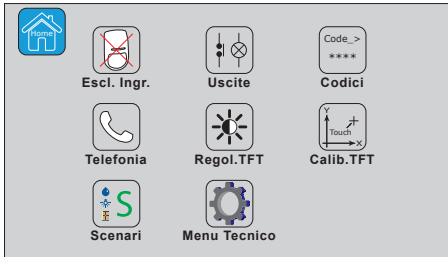 Home
Code_>
****
Escl. Ingr.
Uscite
Codici
Y
Touch
X
Telefonia
Regol.TFT
Calib.TFT
S
Scenari
Menu Tecnico